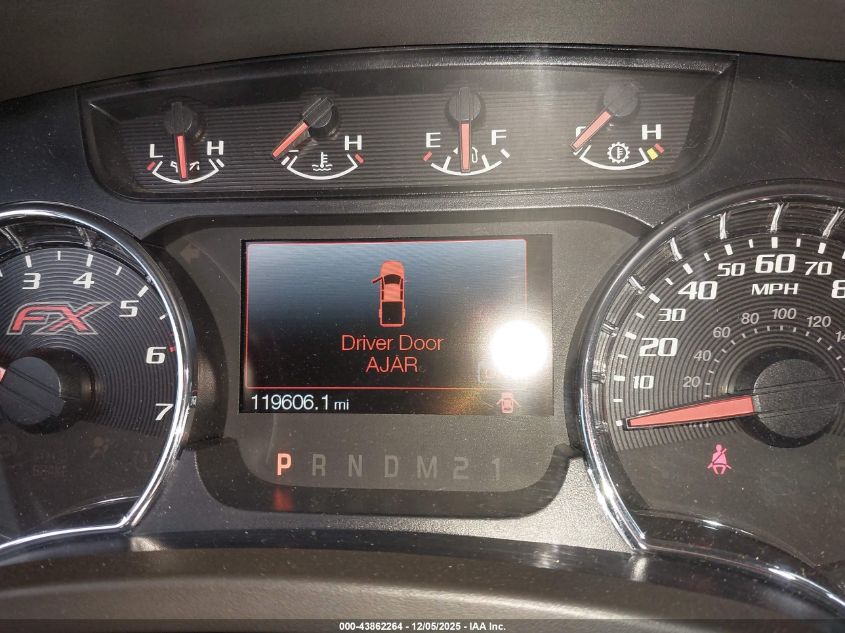 L H H E F H
3 4 5 6 7
FX
Driver Door
AJAR
119606.1 mi
P R N D M 2 1
10 20 30 40 50 60 70
MPH
20 40 60 80 100 120
000-43862264 - 12/05/2025 - IAA Inc.